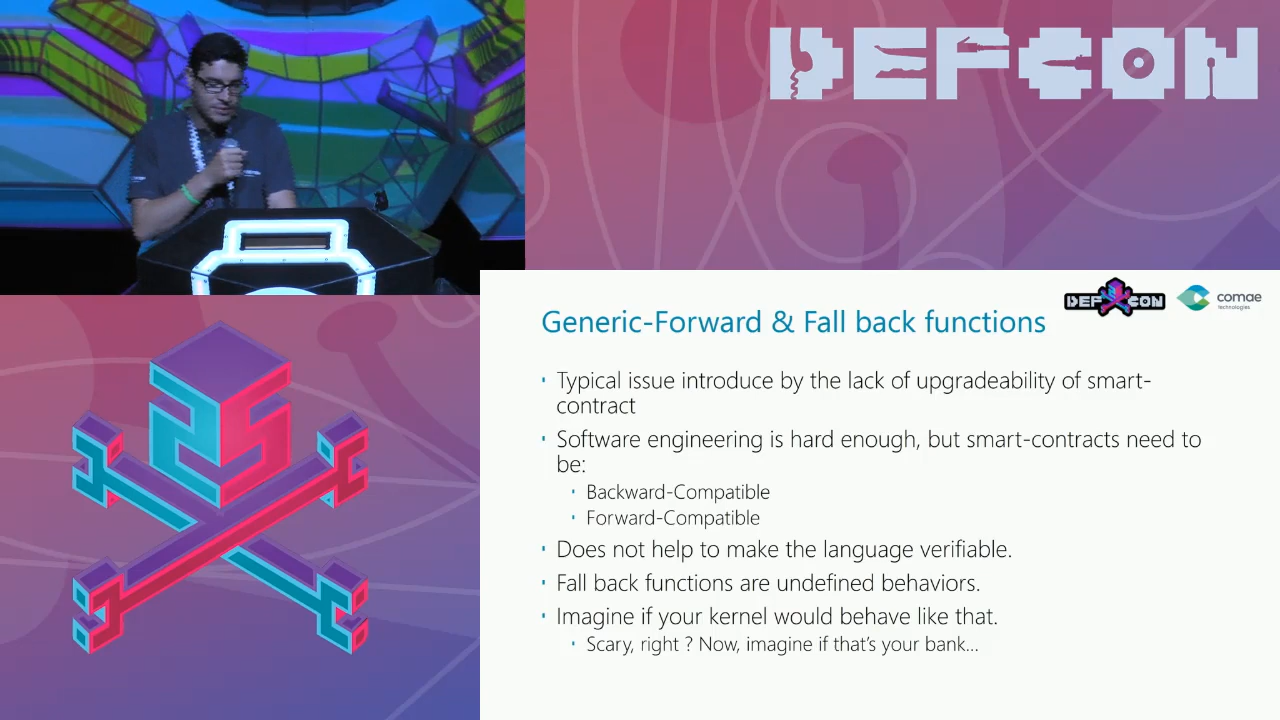 DEFCON
DEF CON
comae
technologies
Generic-Forward & Fall back functions
· Typical issue introduce by the lack of upgradeability of smart-
contract
· Software engineering is hard enough, but smart-contracts need to
be:
· Backward-Compatible
· Forward-Compatible
· Does not help to make the language verifiable.
· Fall back functions are undefined behaviors.
· Imagine if your kernel would behave like that.
· Scary, right ? Now, imagine if that's your bank...
25